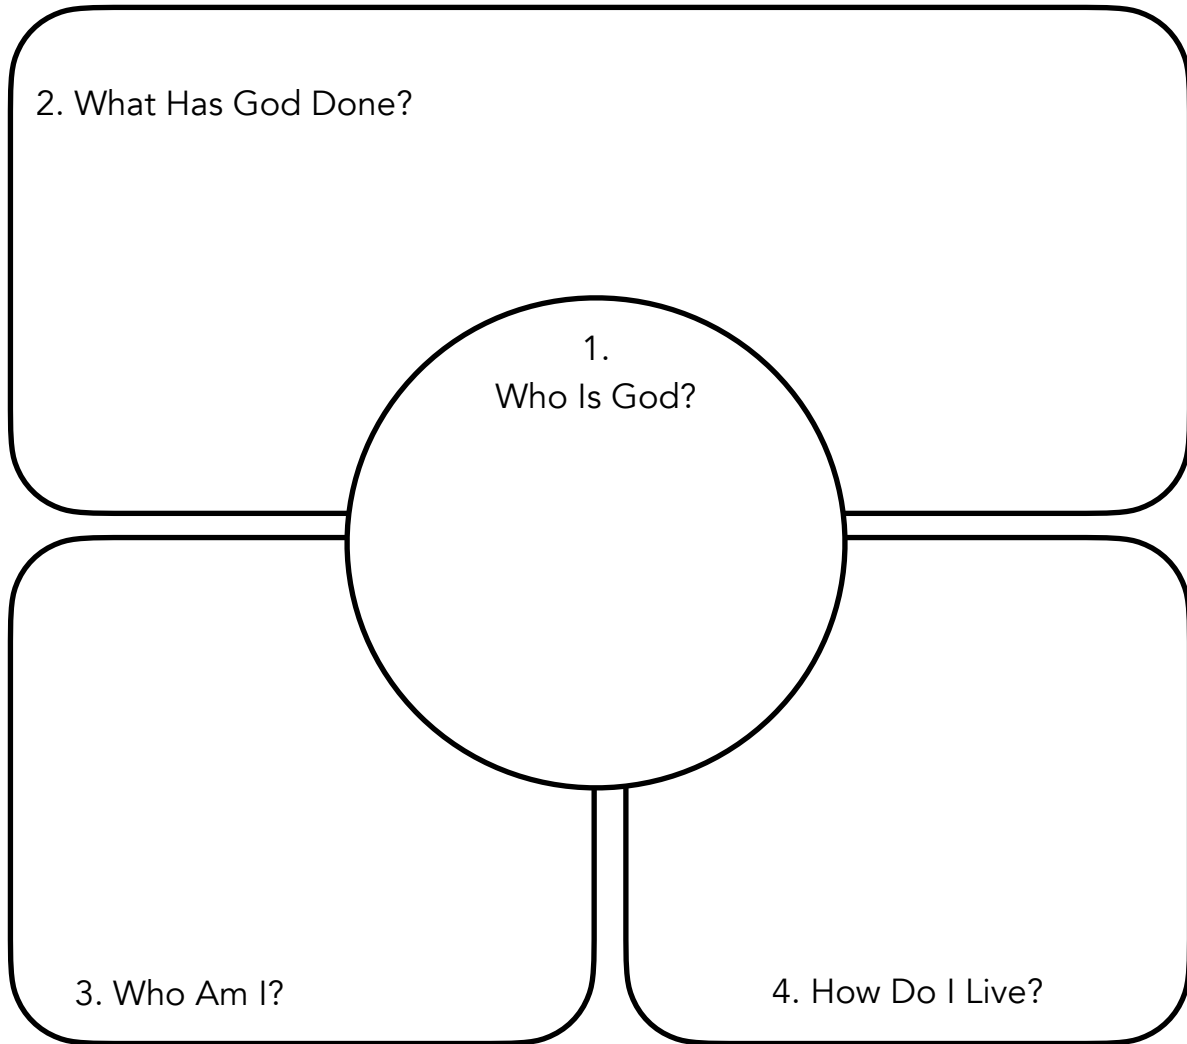 2. What Has God Done?
1.
Who Is God?
3. Who Am I?
4. How Do I Live?